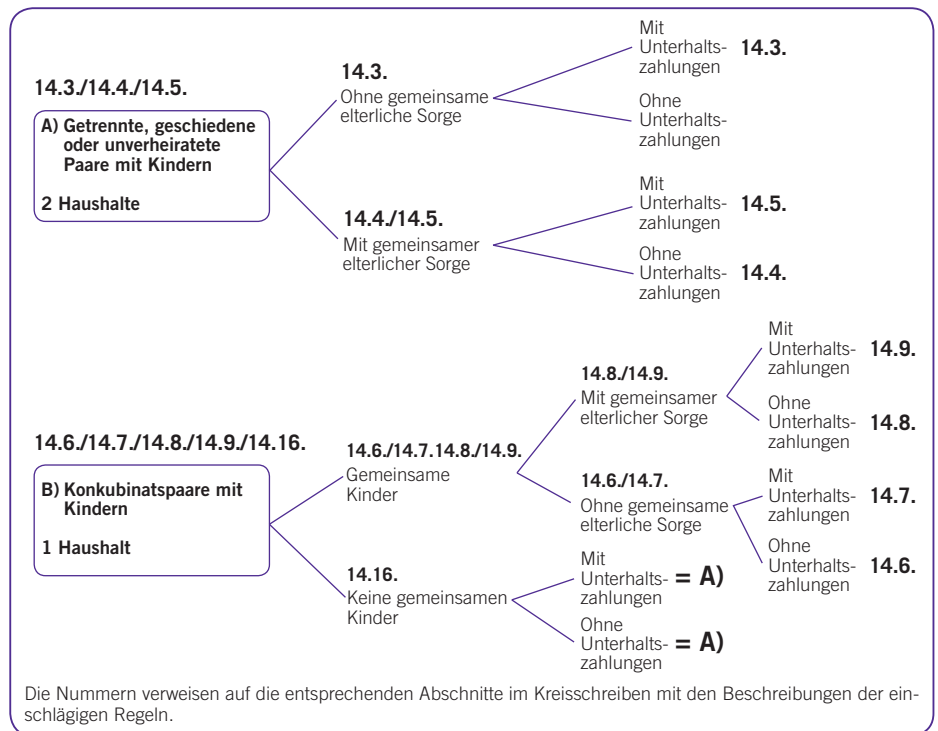 14.3./14.4./14.5.
A) Getrennte, geschiedene
oder unverheiratete
Paare mit Kindern
2 Haushalte
14.3.
Ohne gemeinsame
elterliche Sorge
Mit
Unterhalts- 14.3.
zahlungen
Ohne
Unterhalts-
zahlungen
14.4./14.5.
Mit gemeinsamer
elterlicher Sorge
Mit
Unterhalts- 14.5.
zahlungen
Ohne
Unterhalts- 14.4.
zahlungen
14.6./14.7./14.8./14.9./14.16.
B) Konkubinatspaare mit
Kindern
1 Haushalt
14.6./14.7.14.8./14.9.
Gemeinsame
Kinder
14.8./14.9.
Mit gemeinsamer
elterlicher Sorge
Mit
Unterhalts- 14.9.
zahlungen
Ohne
Unterhalts- 14.8.
zahlungen
14.6./14.7.
Ohne gemeinsame
elterliche Sorge
Mit
Unterhalts- 14.7.
zahlungen
Ohne
Unterhalts- 14.6.
zahlungen
14.16.
Keine gemeinsamen
Kinder
Mit
Unterhalts- = A)
zahlungen
Ohne
Unterhalts- = A)
zahlungen
Die Nummern verweisen auf die entsprechenden Abschnitte im Kreisschreiben mit den Beschreibungen der ein-
schlägigen Regeln.